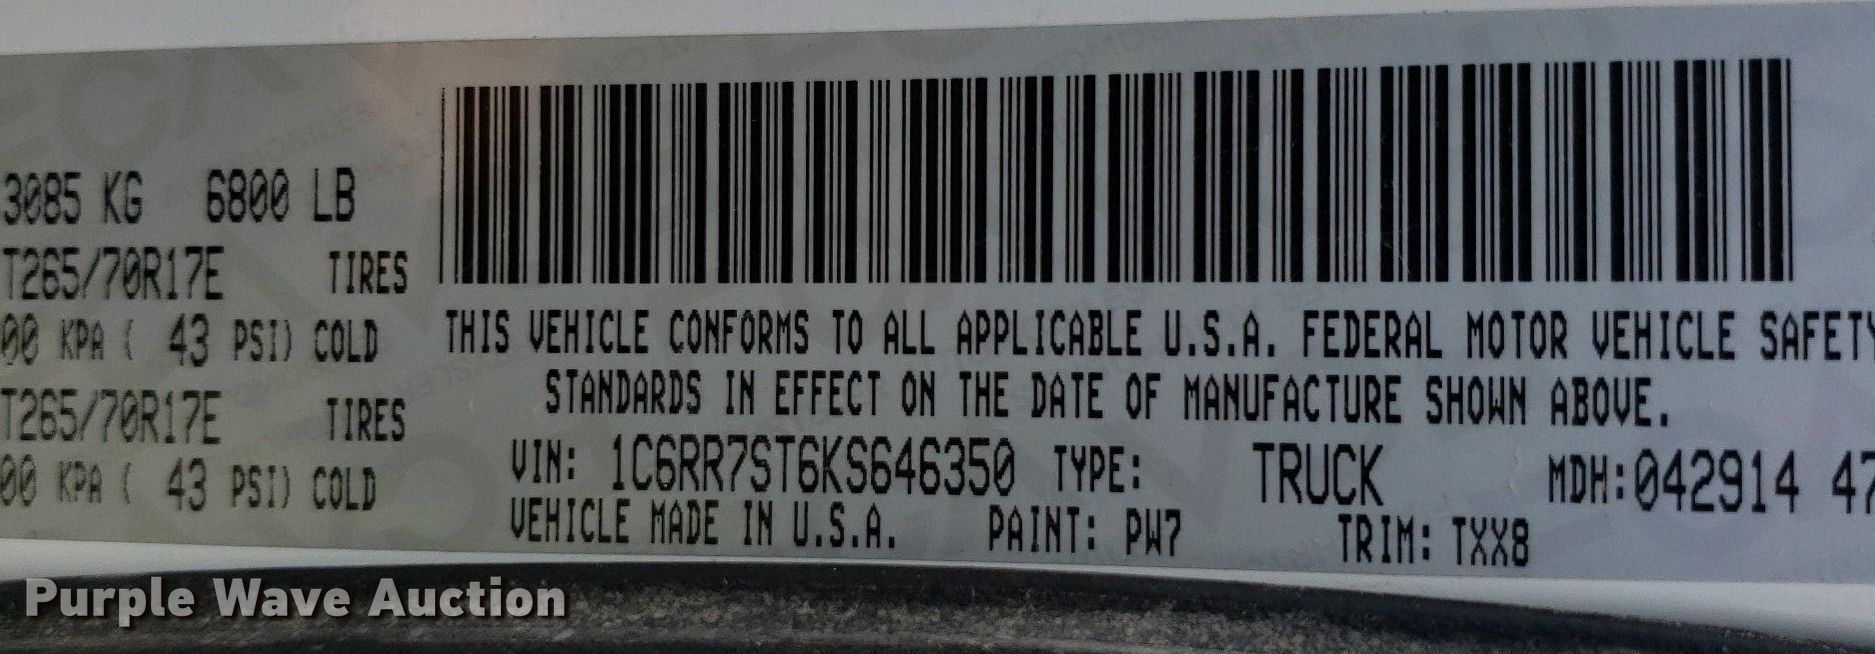 3085 KG 6800 LB
T265/70R17E TIRES
00 KPA ( 43 PSI) COLD
T265/70R17E TIRES
00 KPA ( 43 PSI) COLD
THIS VEHICLE CONFORMS TO ALL APPLICABLE U.S.A. FEDERAL MOTOR VEHICLE SAFETY
STANDARDS IN EFFECT ON THE DATE OF MANUFACTURE SHOWN ABOVE.
VIN: 1C6RR7ST6KS646350 TYPE: TRUCK MDH:042914 47
VEHICLE MADE IN U.S.A. PAINT: PW7 TRIM: TXX8
Purple Wave Auction